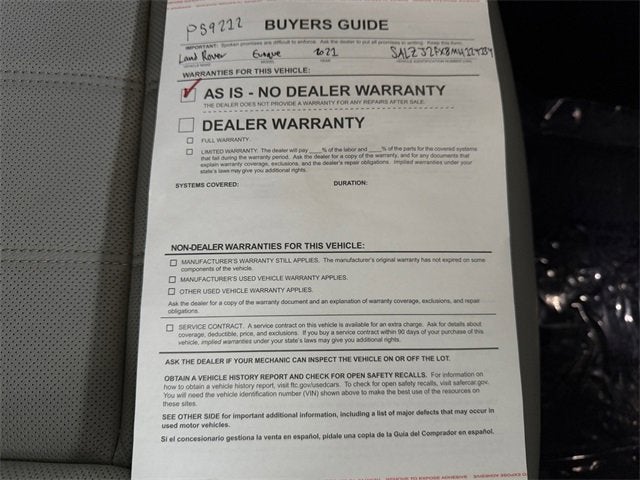 PS9212
BUYERS GUIDE
IMPORTANT: Spoken promises are difficult to enforce. Ask the dealer to put all promises in writing. Keep this form.
Land Rover Evoque 2021
VEHICLE MAKE MODEL YEAR VEHICLE IDENTIFICATION NUMBER (VIN)
WARRANTIES FOR THIS VEHICLE:
AS IS - NO DEALER WARRANTY
THE DEALER DOES NOT PROVIDE A WARRANTY FOR ANY REPAIRS AFTER SALE.
DEALER WARRANTY
FULL WARRANTY.
LIMITED WARRANTY. The dealer will pay ____% of the labor and ____% of the parts for the covered systems
that fail during the warranty period. Ask the dealer for a copy of the warranty, and for any documents that
explain warranty coverage, exclusions, and the dealer's repair obligations. Implied warranties under your
state's laws may give you additional rights.
SYSTEMS COVERED: DURATION:
NON-DEALER WARRANTIES FOR THIS VEHICLE:
MANUFACTURER'S WARRANTY STILL APPLIES. The manufacturer's original warranty has not expired on some
components of the vehicle.
MANUFACTURER'S USED VEHICLE WARRANTY APPLIES.
OTHER USED VEHICLE WARRANTY APPLIES.
Ask the dealer for a copy of the warranty document and an explanation of warranty coverage, exclusions, and repair
obligations.
SERVICE CONTRACT. A service contract on this vehicle is available for an extra charge. Ask for details about
coverage, deductible, price, and exclusions. If you buy a service contract within 90 days of your purchase of
this vehicle, implied warranties under your state's laws may give you additional rights.
ASK THE DEALER IF YOUR MECHANIC CAN INSPECT THE VEHICLE ON OR OFF THE LOT.
OBTAIN A VEHICLE HISTORY REPORT AND CHECK FOR OPEN SAFETY RECALLS. For information on
how to obtain a vehicle history report, visit ftc.gov/usedcars. To check for open safety recalls, visit safercar.gov.
You will need the vehicle identification number (VIN) shown above to make the best use of the resources on
these sites.
SEE OTHER SIDE for important additional information, including a list of major defects that may occur in
used motor vehicles.
Si el concesionario gestiona la venta en español, pídale una copia de la Guía del Comprador en español.
REMOVE TO EXPOSE ADHESIVE